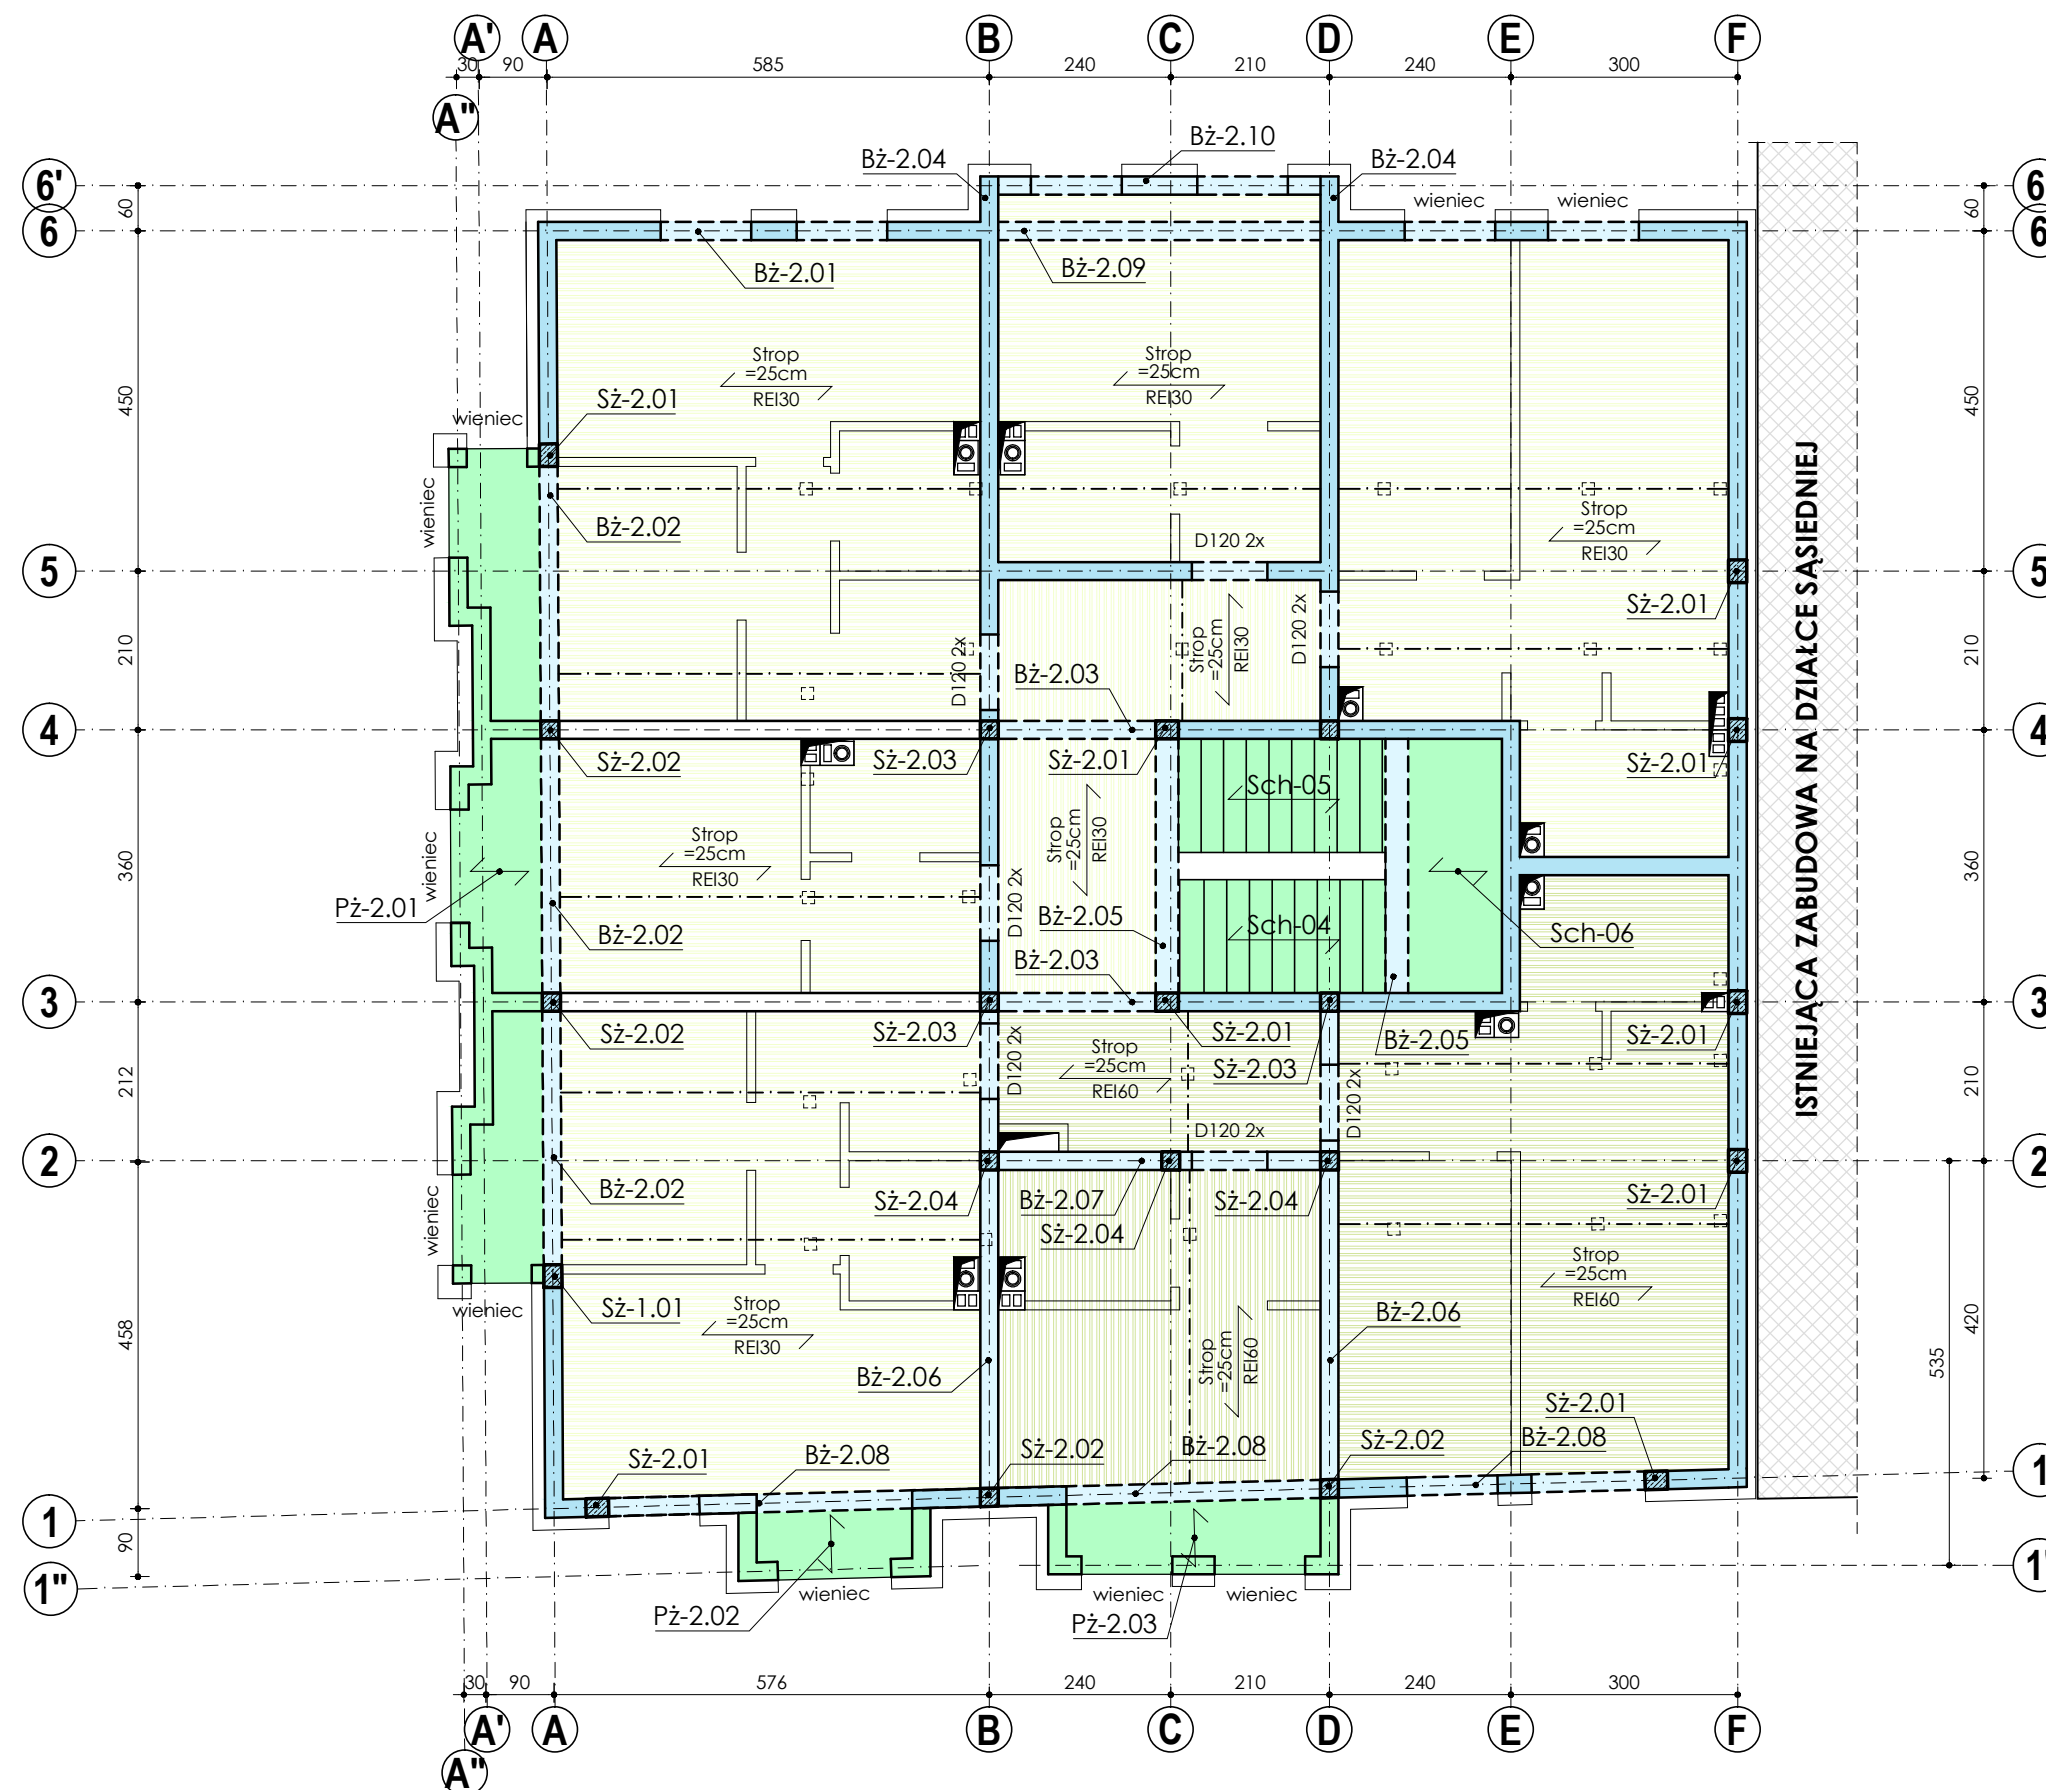 A' A B C D E F
30 90 585 240 210 240 300
A"
Bż-2.04 Bż-2.10 Bż-2.04
6' 6
wieniec wieniec
60 60
6 6
Bż-2.01 Bż-2.09
Strop
=25cm
REI30
Strop
=25cm
REI30
450 450
Sż-2.01
wieniec
wieniec
Bż-2.02
Strop
=25cm
REI30
D120 2x
5 5
Sż-2.01
Strop
=25cm
REI30
D120 2x
D120 2x
210 210
Bż-2.03
4 4
Sż-2.02 Sż-2.03 Sż-2.01 Sż-2.01
Sch-05
Strop
=25cm
REI30
Strop
=25cm
REI30
wieniec
360 360
Pż-2.01
D120 2x
Bż-2.05
Sch-04
Sch-06
Bż-2.02
Bż-2.03
3 3
Sż-2.02 Sż-2.03 Sż-2.01 Bż-2.05 Sż-2.01
Strop
=25cm
REI60
Sż-2.03
D120 2x
D120 2x
212 210
D120 2x
2 2
wieniec
Bż-2.02 Sż-2.04 Bż-2.07 Sż-2.04 Sż-2.01
Sż-2.04
Strop
=25cm
REI60
wieniec
Sż-1.01
Strop
=25cm
REI30
Strop
=25cm
REI60
Bż-2.06
Bż-2.06
458 420
535
Sż-2.01
Sż-2.01 Bż-2.08 Sż-2.02 Bż-2.08 Sż-2.02 Bż-2.08
1 1
90
1" 1'
wieniec wieniec wieniec
Pż-2.02 Pż-2.03
30 90 576 240 210 240 300
A' A B C D E F
A"
ISTNIEJĄCA ZABUDOWA NA DZIAŁCE SĄSIEDNIEJ